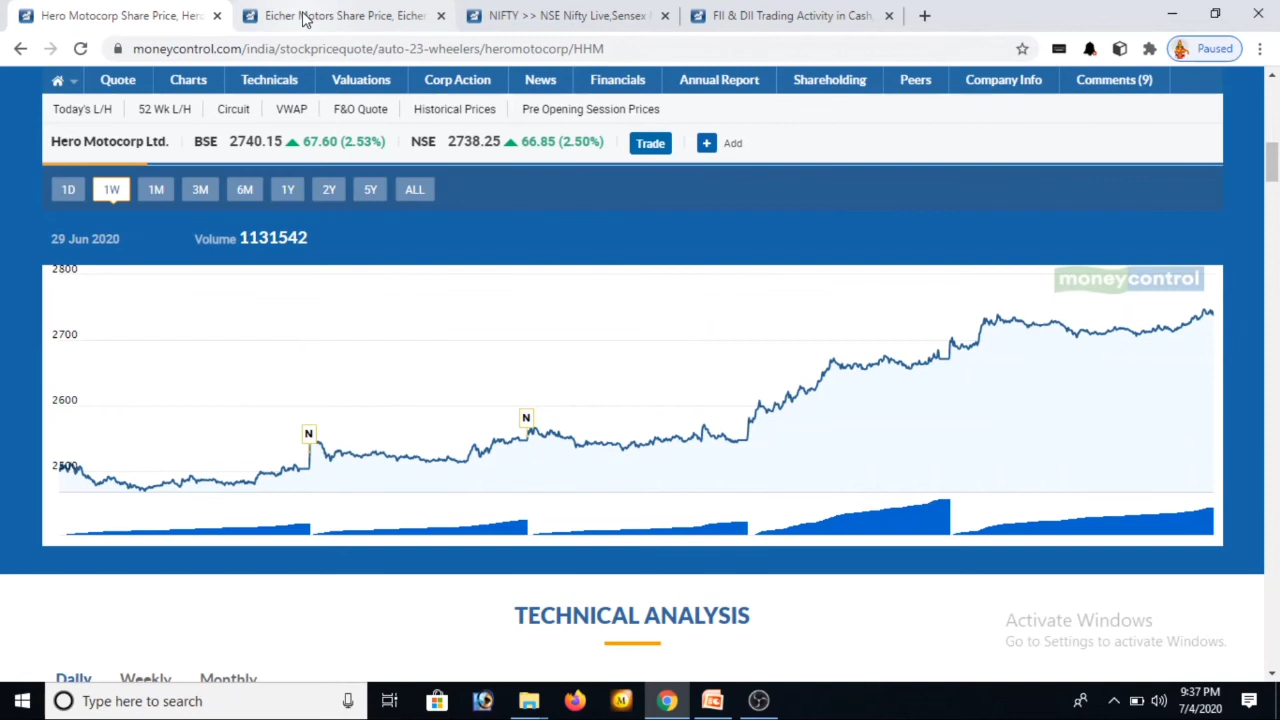 Hero Motocorp Share Price, Hero
Eicher Motors Share Price, Eicher
NIFTY >> NSE Nifty Live,Sensex
FII & DII Trading Activity in Cash,
moneycontrol.com/india/stockpricequote/auto-23-wheelers/heromotocorp/HHM
Paused
Quote Charts Technicals Valuations Corp Action News Financials Annual Report Shareholding Peers Company Info Comments (9)
Today's L/H 52 Wk L/H Circuit VWAP F&O Quote Historical Prices Pre Opening Session Prices
Hero Motocorp Ltd. BSE 2740.15 67.60 (2.53%) NSE 2738.25 66.85 (2.50%) Trade + Add
1D 1W 1M 3M 6M 1Y 2Y 5Y ALL
29 Jun 2020 Volume 1131542
2800
moneycontrol
2700
2600
N
N
2500
TECHNICAL ANALYSIS
Activate Windows
Go to Settings to activate Windows.
Daily Weekly Monthly
Type here to search
9:37 PM
7/4/2020